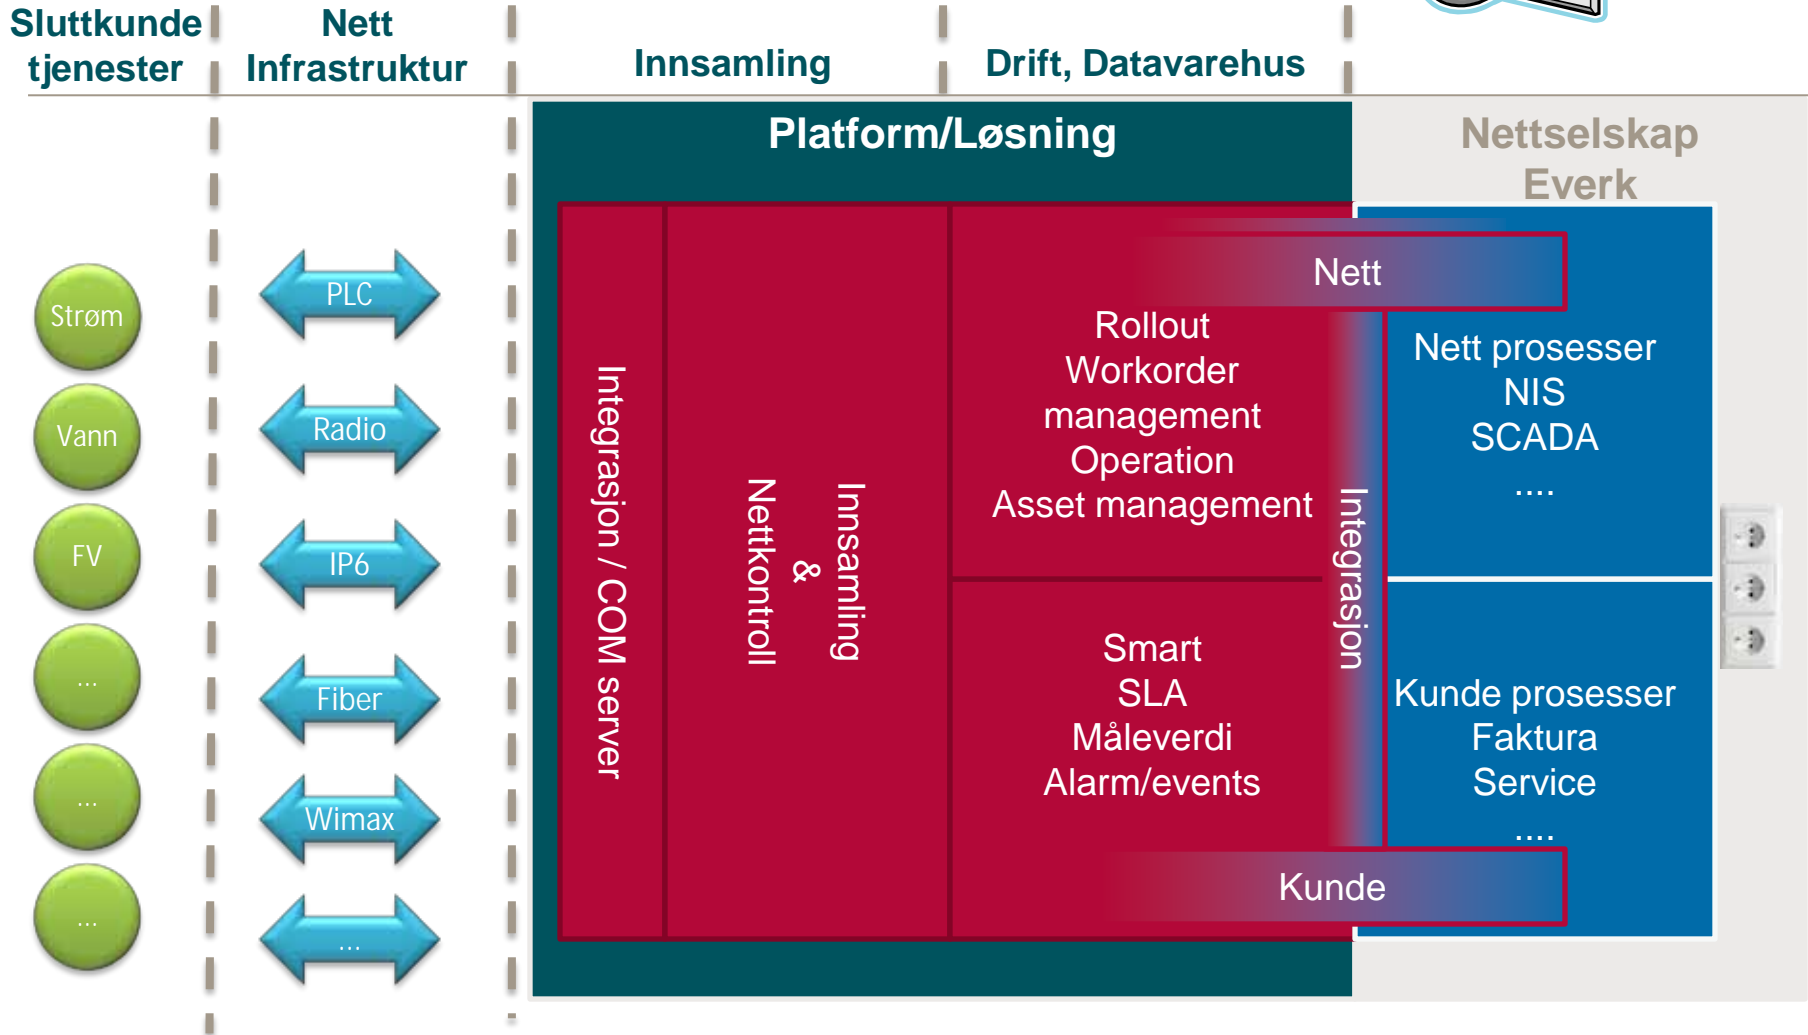 Sluttkunde
tjenester
Nett
Infrastruktur
Innsamling
Drift, Datavarehus
Platform/Løsning
Nettselskap
Everk
Strøm
Vann
FV
...
...
...
PLC
Radio
IP6
Fiber
Wimax
...
Integrasjon / COM server
Innsamling
&
Nettkontroll
Nett
Rollout
Workorder
management
Operation
Asset management
Smart
SLA
Måleverdi
Alarm/events
Integrasjon
Kunde
Nett prosesser
NIS
SCADA
....
Kunde prosesser
Faktura
Service
....